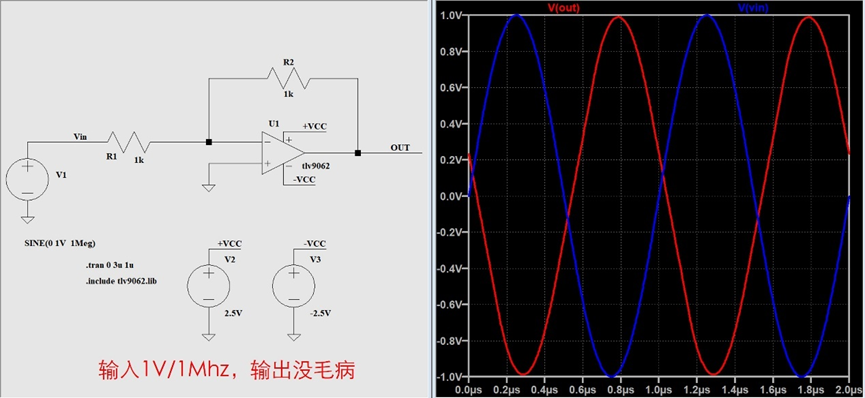 R2
1k
U1
+VCC
Vin
OUT
R1
1k
tlv9062
-VCC
V1
SINE(0 1V 1Meg)
.tran 0 3u 1u
.include tlv9062.lib
+VCC
V2
2.5V
-VCC
V3
-2.5V
输入1V/1Mhz，输出没毛病
V(out) V(vin)
1.0V
0.8V
0.6V
0.4V
0.2V
0.0V
-0.2V
-0.4V
-0.6V
-0.8V
-1.0V
0.0µs 0.2µs 0.4µs 0.6µs 0.8µs 1.0µs 1.2µs 1.4µs 1.6µs 1.8µs 2.0µs